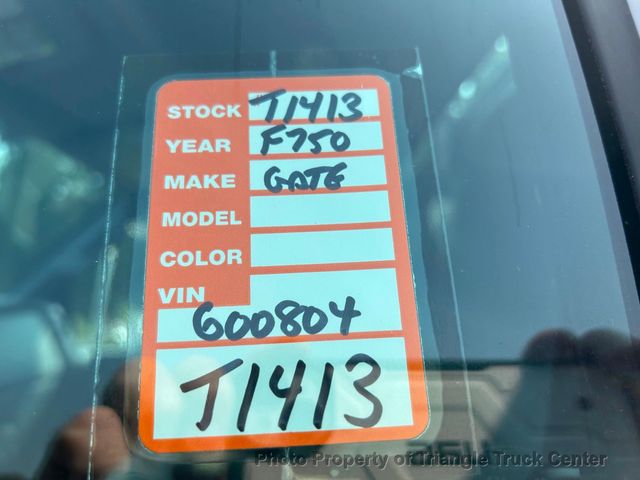 STOCK T1413
YEAR F750
MAKE GATE
MODEL
COLOR
VIN
600804
T1413
Photo Property of Triangle Truck Center